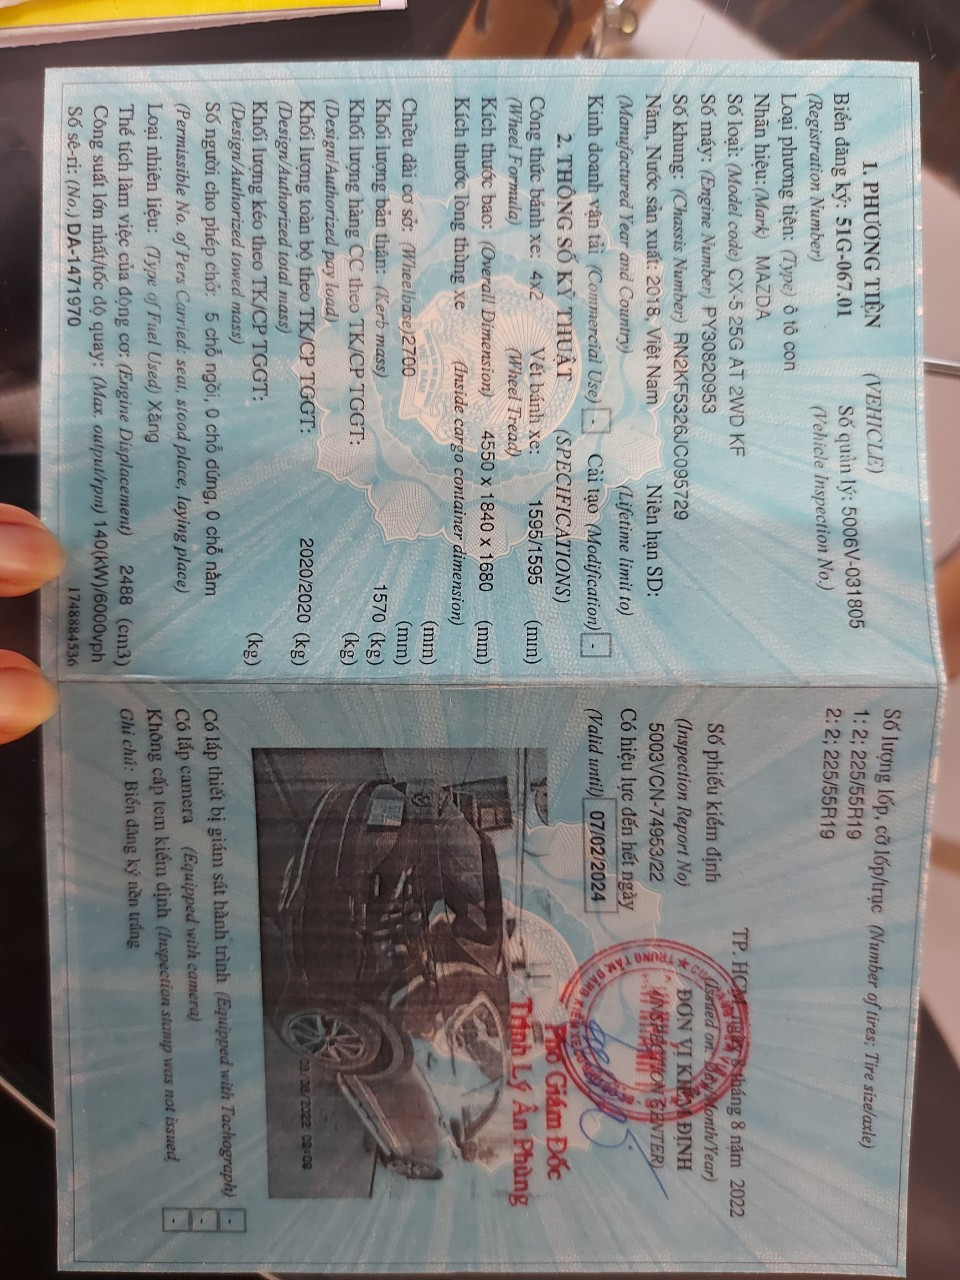 1. PHƯƠNG TIỆN (VEHICLE)
Biển đăng ký: 51G-067.01 Số quản lý: 5006V-031805
(Registration Number) (Vehicle Inspection No.)
Loại phương tiện: (Type) ô tô con
Nhãn hiệu: (Mark) MAZDA
Số loại: (Model code) CX-5 25G AT 2WD KF
Số máy: (Engine Number) PY30820953
Số khung: (Chassis Number) RN2KF5326JC095729
Năm, Nước sản xuất: 2018, Việt Nam Niên hạn SD:
(Manufactured Year and Country) (Lifetime limit to)
Kinh doanh vận tải (Commercial Use) - Cải tạo (Modification) -
2. THÔNG SỐ KỸ THUẬT (SPECIFICATIONS)
Công thức bánh xe: 4x2 Vết bánh xe: 1595/1595 (mm)
(Wheel Formula) (Wheel Tread)
Kích thước bao: (Overall Dimension) 4550 x 1840 x 1680 (mm)
Kích thước lòng thùng xe (Inside cargo container dimension)
(mm)
Chiều dài cơ sở: (Wheelbase)2700 (mm)
Khối lượng bản thân: (Kerb mass) 1570 (kg)
Khối lượng hàng CC theo TK/CP TGGT: (kg)
(Design/Authorized pay load)
Khối lượng toàn bộ theo TK/CP TGGT: 2020/2020 (kg)
(Design/Authorized total mass)
Khối lượng kéo theo TK/CP TGGT: (kg)
(Design/Authorized towed mass)
Số người cho phép chở: 5 chỗ ngồi, 0 chỗ đứng, 0 chỗ nằm
(Permissible No. of Pers Carried: seat, stood place, laying place)
Loại nhiên liệu: (Type of Fuel Used) Xăng
Thể tích làm việc của động cơ: (Engine Displacement) 2488 (cm3)
Công suất lớn nhất/tốc độ quay: (Max. output/rpm) 140(kW)/6000vph
Số sê-ri: (No.) DA-1471970 1748884536
Số lượng lốp, cỡ lốp/trục (Number of tires; Tire size/axle)
1: 2; 225/55R19
2: 2; 225/55R19
TP. HCM, tháng 8 năm 2022
(Issued on: Day/Month/Year)
Số phiếu kiểm định ĐƠN VỊ KIỂM ĐỊNH
(Inspection Report No) (INSPECTION CENTER)
5003VCN-74953/22
Có hiệu lực đến hết ngày
(Valid until) 07/02/2024
Phó Giám Đốc
Trịnh Lý Ân Phùng
Có lắp thiết bị giám sát hành trình (Equipped with Tachograph) -
Có lắp camera (Equipped with camera) -
Không cấp tem kiểm định (Inspection stamp was not issued -
Ghi chú: Biển đăng ký nền trắng